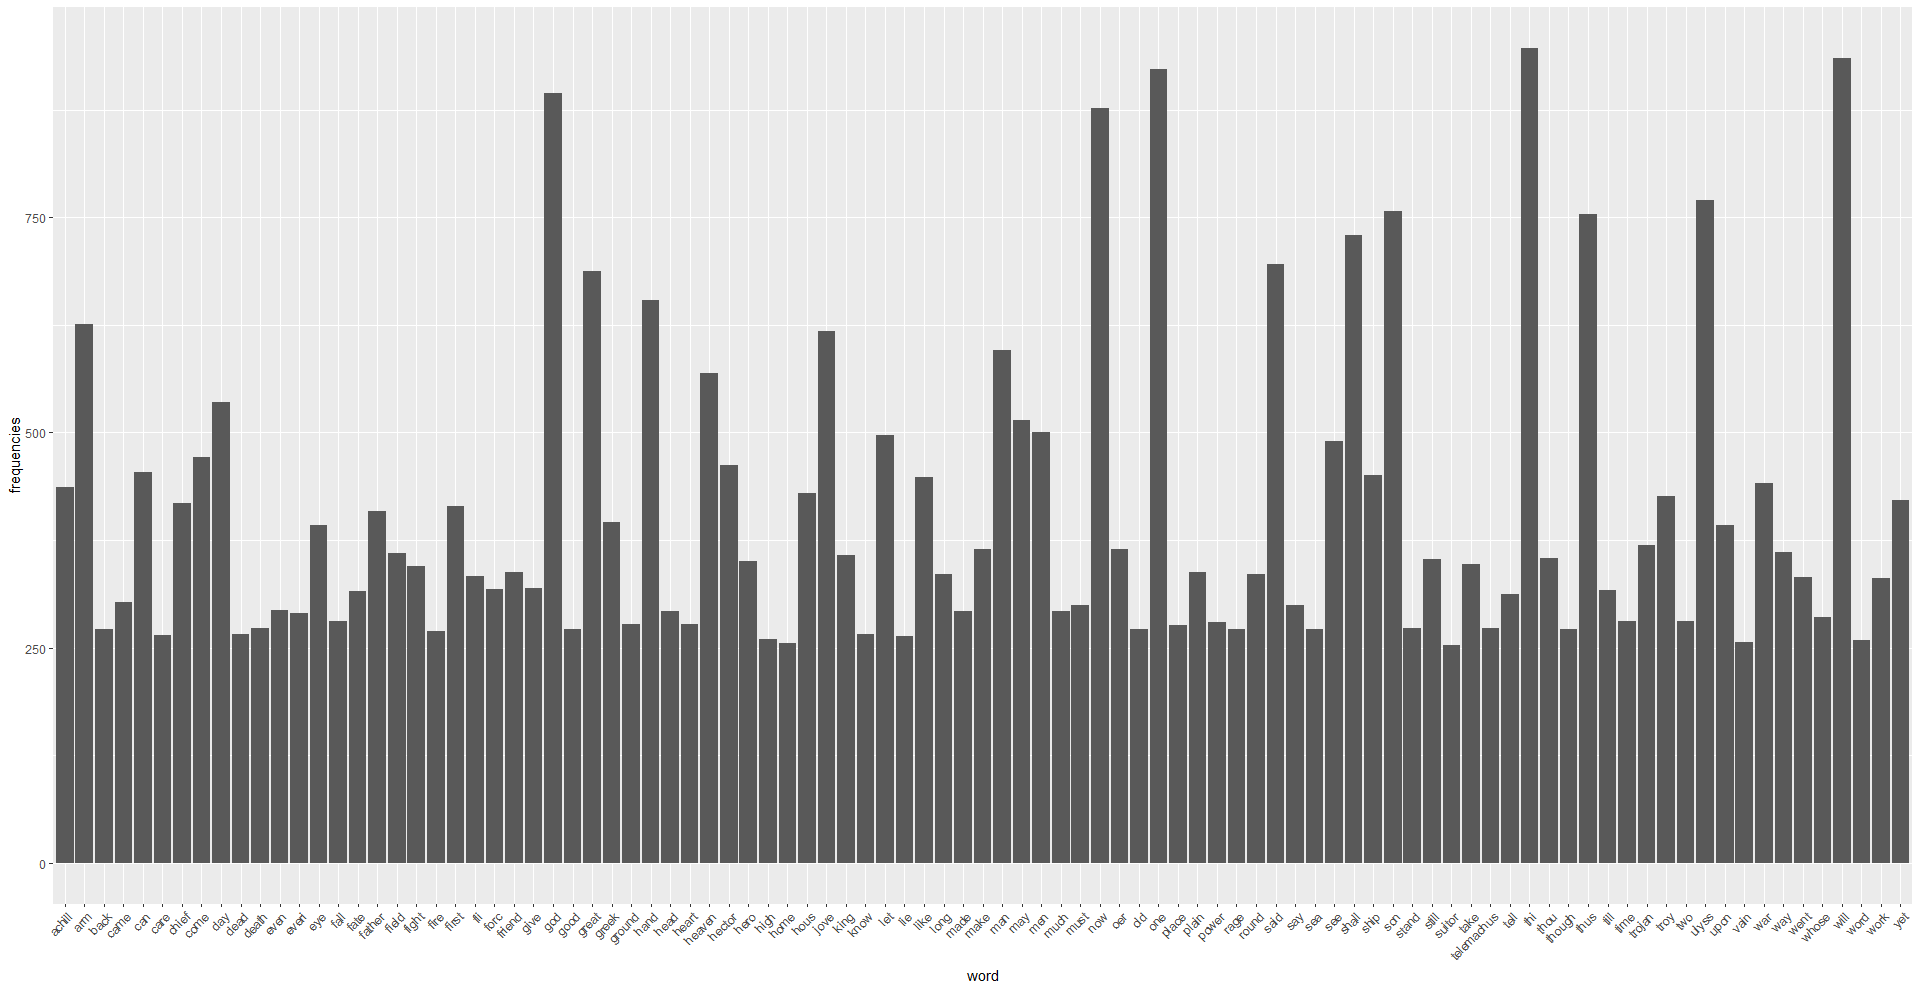 frequencies
750
500
250
0
achill
arm
back
came
can
care
chief
come
day
dead
death
even
everi
eye
fall
fate
father
field
fight
fire
first
fli
forc
friend
give
god
good
great
greek
ground
hand
head
heart
heaven
hector
hero
high
home
hous
jove
king
know
let
lie
like
long
made
make
man
may
men
much
must
now
oer
old
one
place
plain
power
rage
round
said
say
sea
see
shall
ship
son
stand
still
suitor
take
telemachus
tell
thi
thou
though
thus
till
time
trojan
troy
two
ulyss
upon
vain
war
way
went
whose
will
word
work
yet
word